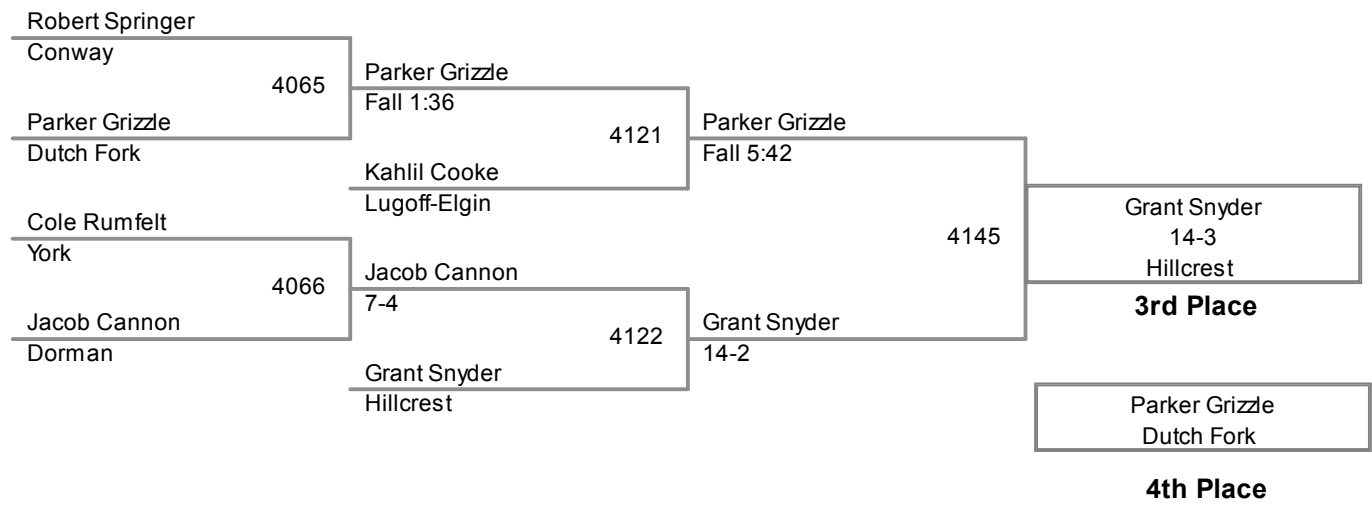 Robert Springer
Conway
4065
Parker Grizzle
Fall 1:36
Parker Grizzle
Dutch Fork
4121
Parker Grizzle
Fall 5:42
Kahlil Cooke
Lugoff-Elgin
Cole Rumfelt
York
4066
Jacob Cannon
7-4
Jacob Cannon
Dorman
4122
Grant Snyder
14-2
Grant Snyder
Hillcrest
4145
Grant Snyder
14-3
Hillcrest
3rd Place
Parker Grizzle
Dutch Fork
4th Place